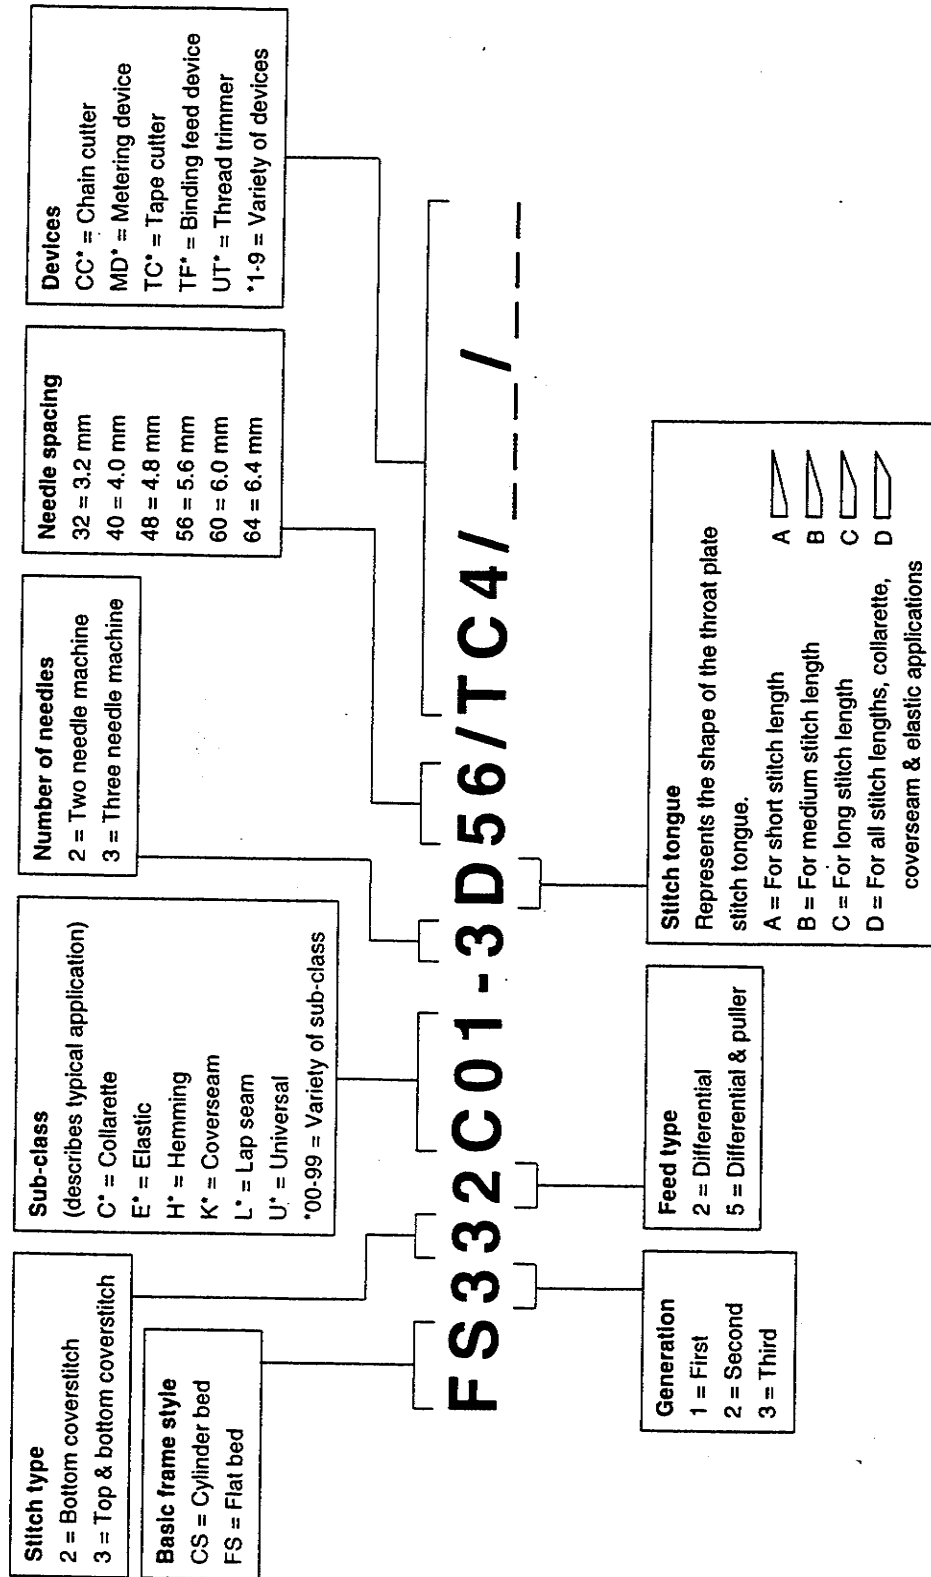 Stitch type
2 = Bottom coverstitch
3 = Top & bottom coverstitch
Basic frame style
CS = Cylinder bed
FS = Flat bed
Sub-class
(describes typical application)
C* = Collarette
E* = Elastic
H* = Hemming
K* = Coverseam
L* = Lap seam
U* = Universal
*00-99 = Variety of sub-class
Number of needles
2 = Two needle machine
3 = Three needle machine
Needle spacing
32 = 3.2 mm
40 = 4.0 mm
48 = 4.8 mm
56 = 5.6 mm
60 = 6.0 mm
64 = 6.4 mm
Devices
CC* = Chain cutter
MD* = Metering device
TC* = Tape cutter
TF* = Binding feed device
UT* = Thread trimmer
*1-9 = Variety of devices
FS332C01-3D56/TC4/___/___
Generation
1 = First
2 = Second
3 = Third
Feed type
2 = Differential
5 = Differential & puller
Stitch tongue
Represents the shape of the throat plate
stitch tongue.
A = For short stitch length A
B = For medium stitch length B
C = For long stitch length C
D = For all stitch lengths, collarette, D
coverseam & elastic applications